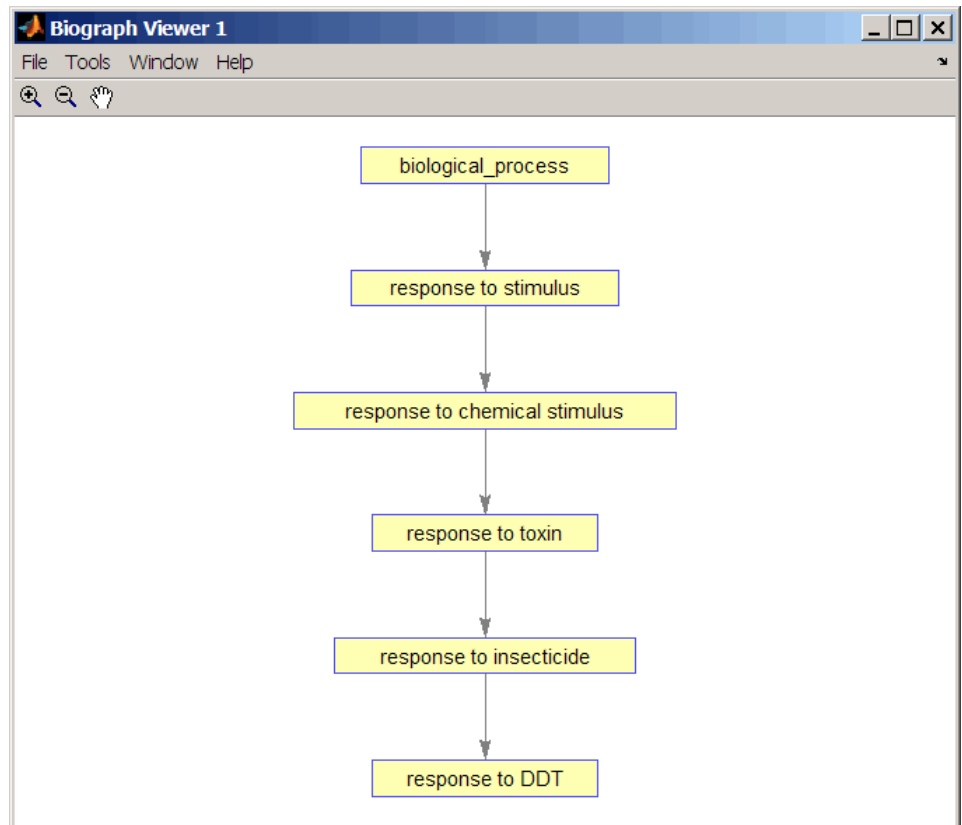 Biograph Viewer 1
File Tools Window Help
biological_process
response to stimulus
response to chemical stimulus
response to toxin
response to insecticide
response to DDT